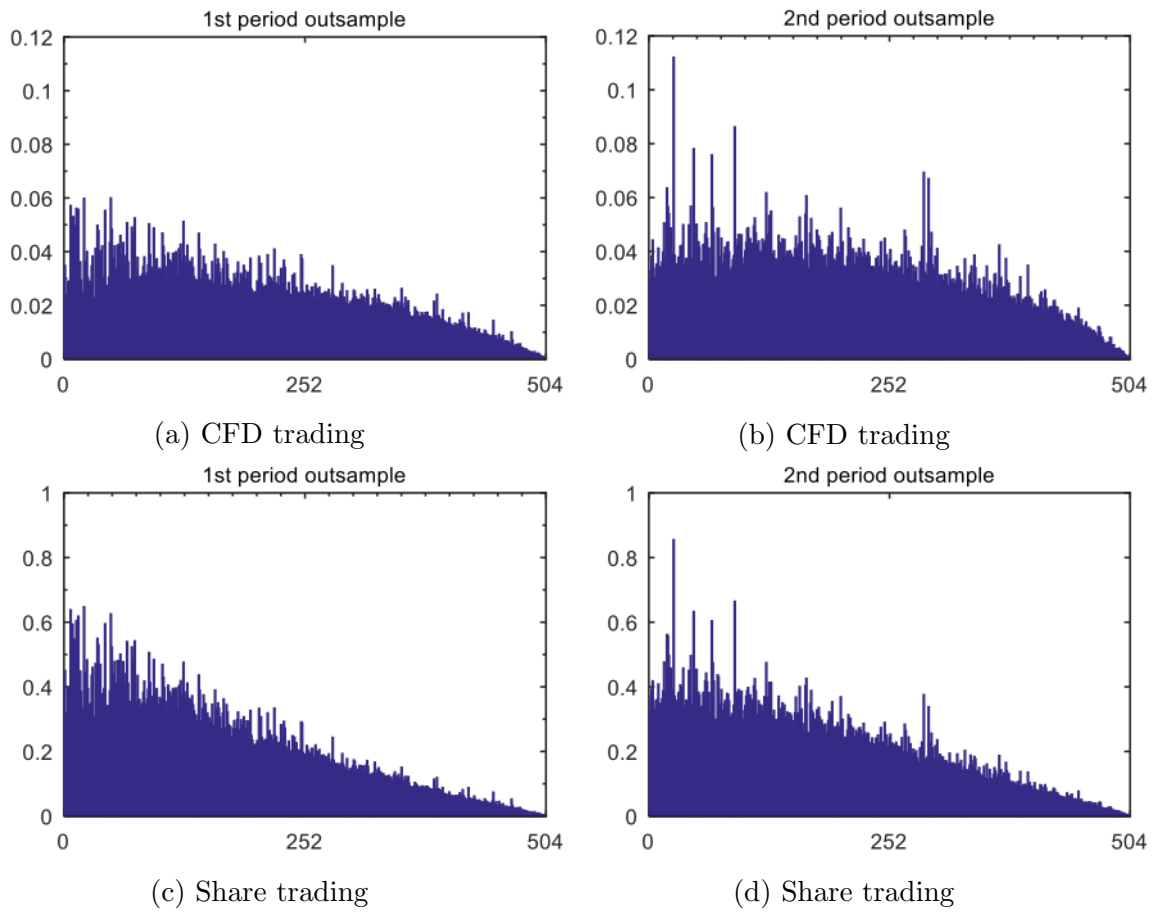 1st period outsample
0.12
0.1
0.08
0.06
0.04
0.02
0
0 252 504
(a) CFD trading
2nd period outsample
0.12
0.1
0.08
0.06
0.04
0.02
0
0 252 504
(b) CFD trading
1st period outsample
1
0.8
0.6
0.4
0.2
0
0 252 504
(c) Share trading
2nd period outsample
1
0.8
0.6
0.4
0.2
0
0 252 504
(d) Share trading